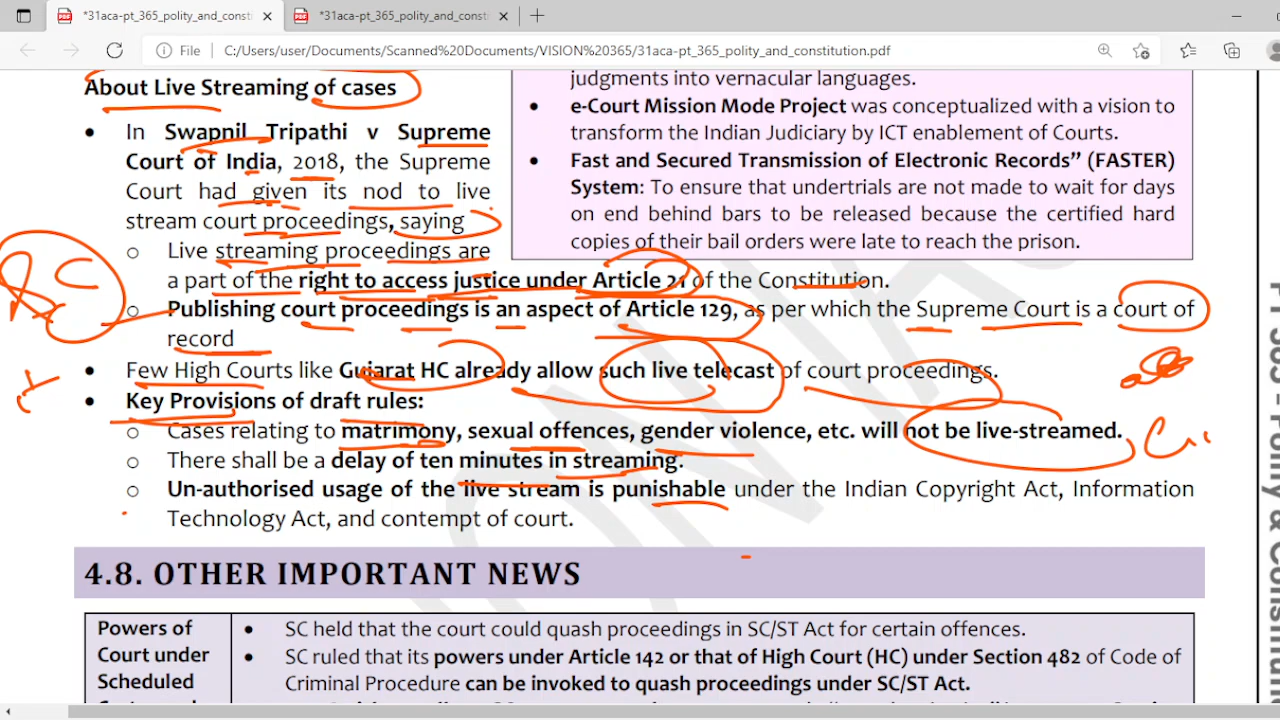 *31aca-pt_365_polity_and_const
*31aca-pt_365_polity_and_const
File
C:/Users/user/Documents/Scanned%20Documents/VISION%20365/31aca-pt_365_polity_and_constitution.pdf
About Live Streaming of cases
• In Swapnil Tripathi v Supreme
Court of India, 2018, the Supreme
Court had given its nod to live
stream court proceedings, saying
o Live streaming proceedings are
a part of the right to access justice under Article 21 of the Constitution.
o Publishing court proceedings is an aspect of Article 129, as per which the Supreme Court is a court of
record
• Few High Courts like Gujarat HC already allow such live telecast of court proceedings.
• Key Provisions of draft rules:
o Cases relating to matrimony, sexual offences, gender violence, etc. will not be live-streamed.
o There shall be a delay of ten minutes in streaming.
o Un-authorised usage of the live stream is punishable under the Indian Copyright Act, Information
Technology Act, and contempt of court.
judgments into vernacular languages.
• e-Court Mission Mode Project was conceptualized with a vision to
transform the Indian Judiciary by ICT enablement of Courts.
• Fast and Secured Transmission of Electronic Records” (FASTER)
System: To ensure that undertrials are not made to wait for days
on end behind bars to be released because the certified hard
copies of their bail orders were late to reach the prison.
4.8. OTHER IMPORTANT NEWS
Powers of
Court under
Scheduled
• SC held that the court could quash proceedings in SC/ST Act for certain offences.
• SC ruled that its powers under Article 142 or that of High Court (HC) under Section 482 of Code of
Criminal Procedure can be invoked to quash proceedings under SC/ST Act.
PT 365 - Polity & Constitu